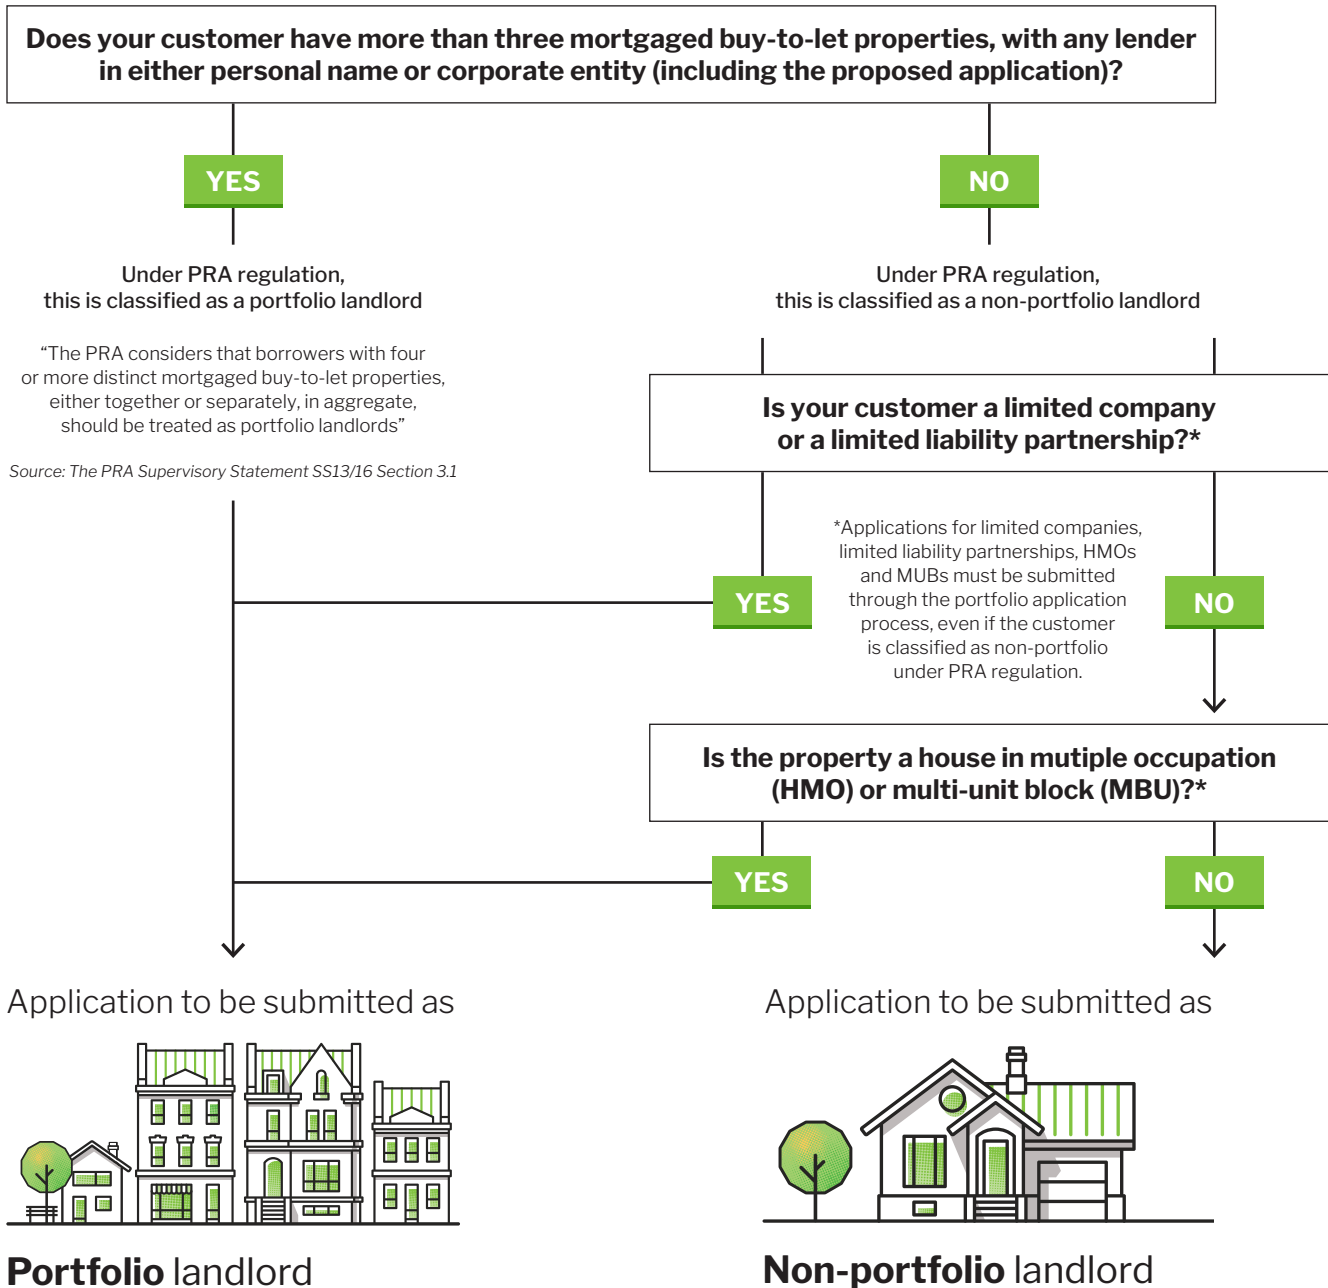 Does your customer have more than three mortgaged buy-to-let properties, with any lender
in either personal name or corporate entity (including the proposed application)?
YES
NO
Under PRA regulation,
this is classified as a portfolio landlord
Under PRA regulation,
this is classified as a non-portfolio landlord
“The PRA considers that borrowers with four
or more distinct mortgaged buy-to-let properties,
either together or separately, in aggregate,
should be treated as portfolio landlords”
Source: The PRA Supervisory Statement SS13/16 Section 3.1
Is your customer a limited company
or a limited liability partnership?*
*Applications for limited companies,
limited liability partnerships, HMOs
and MUBs must be submitted
through the portfolio application
process, even if the customer
is classified as non-portfolio
under PRA regulation.
YES
NO
Is the property a house in mutiple occupation
(HMO) or multi-unit block (MBU)?*
YES
NO
Application to be submitted as
Portfolio landlord
Application to be submitted as
Non-portfolio landlord